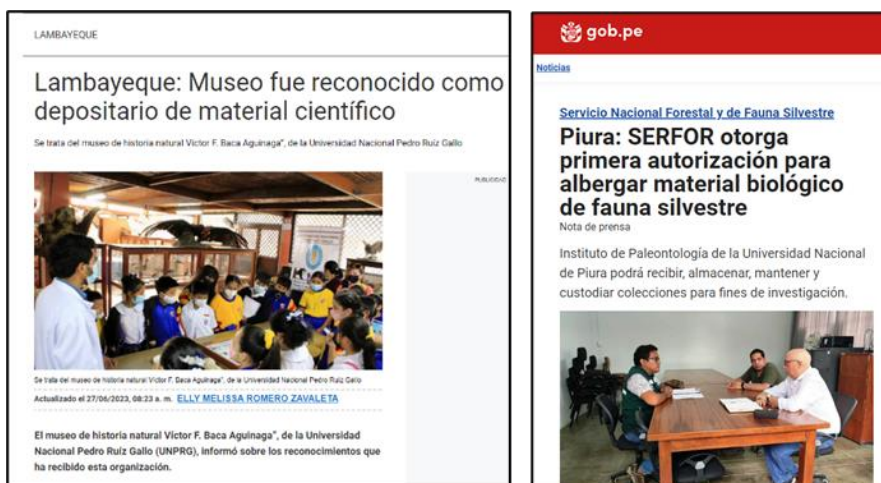 LAMBAYEQUE
Lambayeque: Museo fue reconocido como
depositario de material científico
Se trata del museo de historia natural Victor F. Baca Aguinaga", de la Universidad Nacional Pedro Ruiz Gallo
PUBLICIDAD
Se trata del museo de historia natural Victor F. Baca Aguinaga", de la Universidad Nacional Pedro Ruiz Gallo
Actualizado el 27/06/2023, 08:23 a. m. ELLY MELISSA ROMERO ZAVALETA
El museo de historia natural Víctor F. Baca Aguinaga", de la Universidad
Nacional Pedro Ruíz Gallo (UNPRG), informó sobre los reconocimientos que
ha recibido esta organización.
gob.pe
Noticias
Servicio Nacional Forestal y de Fauna Silvestre
Piura: SERFOR otorga
primera autorización para
albergar material biológico
de fauna silvestre
Nota de prensa
Instituto de Paleontología de la Universidad Nacional
de Piura podrá recibir, almacenar, mantener y
custodiar colecciones para fines de investigación.